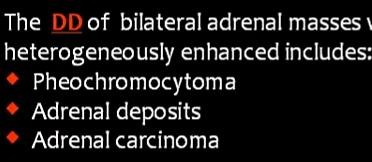 The DD of bilateral adrenal masses
heterogeneously enhanced includes:
Pheochromocytoma
Adrenal deposits
Adrenal carcinoma